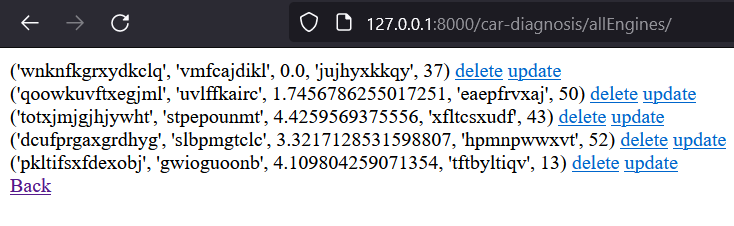 127.0.0.1:8000/car-diagnosis/allEngines/
('wnknfkgrxydkclq', 'vmfcajdikl', 0.0, 'jujhyxkkqy', 37) delete update
('qoowkuvftxegjml', 'uvlffkairc', 1.7456786255017251, 'eaepfrvxaj', 50) delete update
('totxjmjgjhjywht', 'stpepounmt', 4.4259569375556, 'xfltcsxudf', 43) delete update
('dcufprgaxgrdhyg', 'slbpmgtclc', 3.3217128531598807, 'hpmnpwwxvt', 52) delete update
('pkltifsxfdexobj', 'gwioguoonb', 4.109804259071354, 'tftbyltiqv', 13) delete update
Back